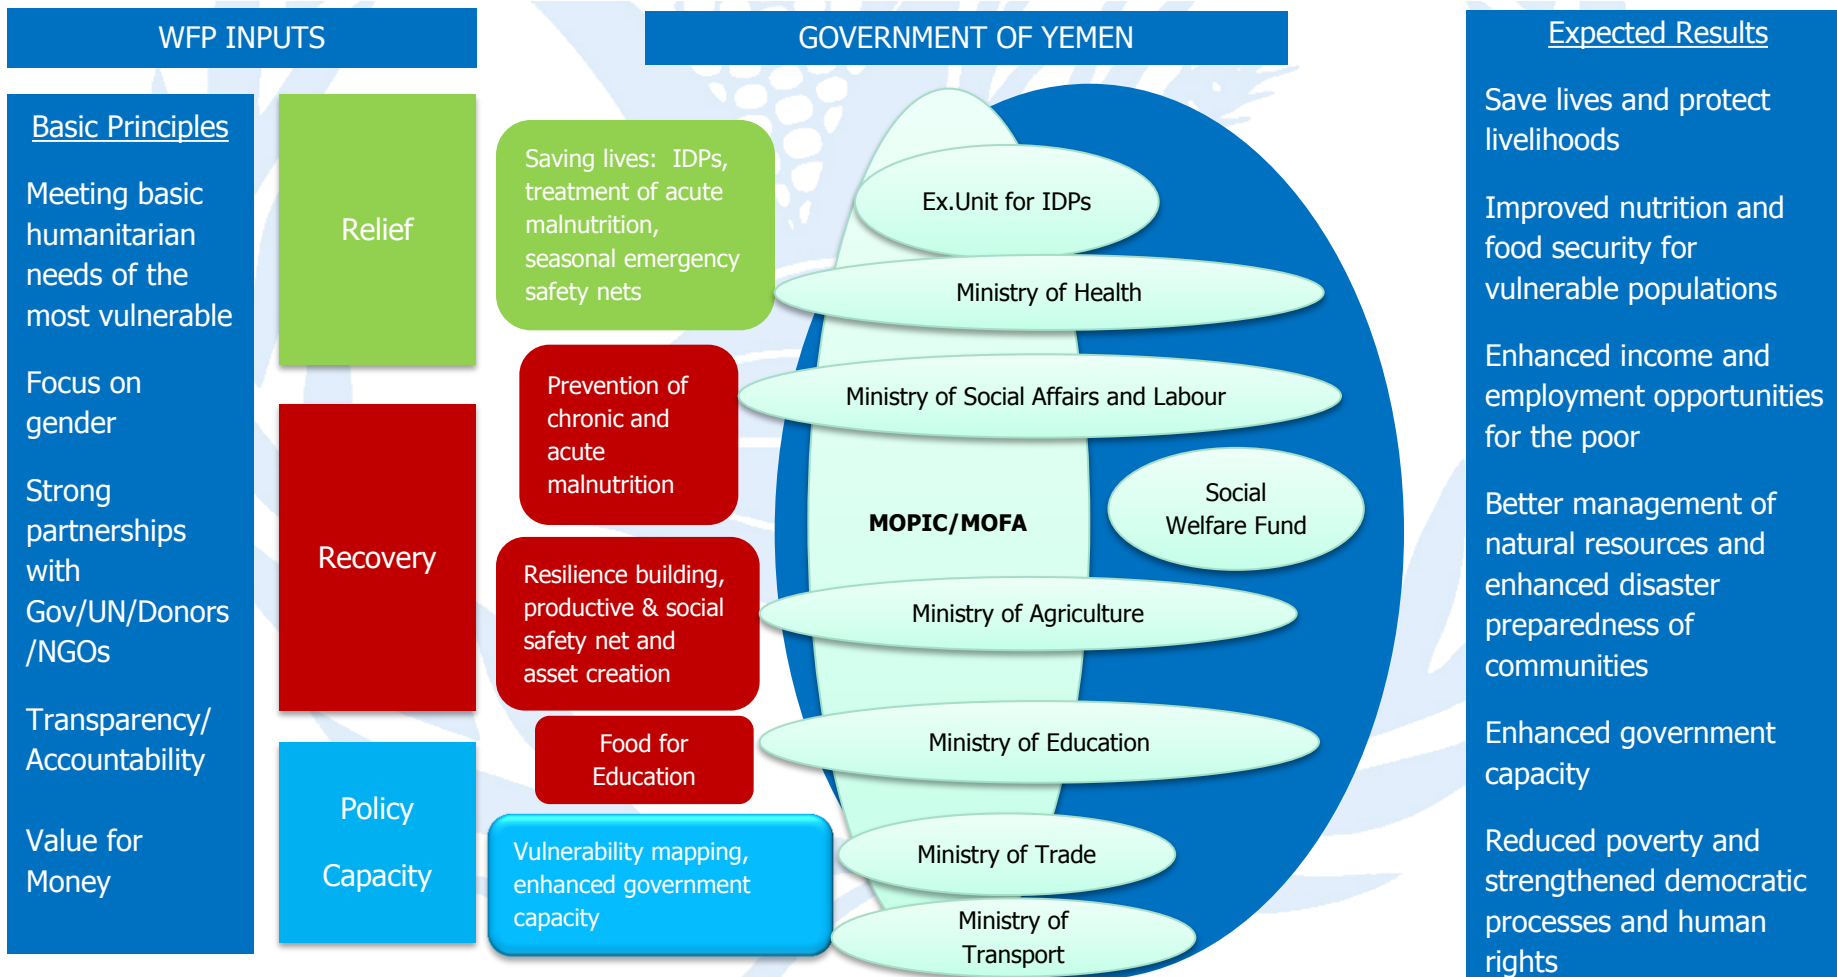 WFP INPUTS
GOVERNMENT OF YEMEN
Basic Principles
Meeting basic
humanitarian
needs of the
most vulnerable
Focus on
gender
Strong
partnerships
with
Gov/UN/Donors
/NGOs
Transparency/
Accountability
Value for
Money
Relief
Recovery
Policy
Capacity
Saving lives: IDPs,
treatment of acute
malnutrition,
seasonal emergency
safety nets
Prevention of
chronic and
acute
malnutrition
Resilience building,
productive & social
safety net and
asset creation
Food for
Education
Vulnerability mapping,
enhanced government
capacity
Ex.Unit for IDPs
Ministry of Health
Ministry of Social Affairs and Labour
Social
Welfare Fund
MOPIC/MOFA
Ministry of Agriculture
Ministry of Education
Ministry of Trade
Ministry of
Transport
Expected Results
Save lives and protect
livelihoods
Improved nutrition and
food security for
vulnerable populations
Enhanced income and
employment opportunities
for the poor
Better management of
natural resources and
enhanced disaster
preparedness of
communities
Enhanced government
capacity
Reduced poverty and
strengthened democratic
processes and human
rights